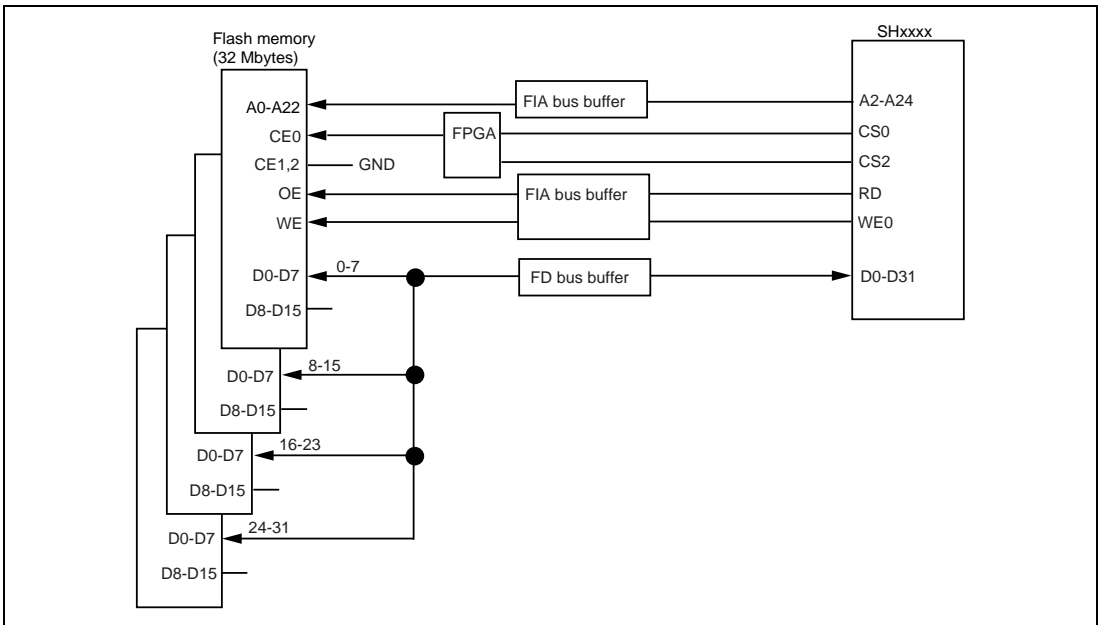 SHxxxx
Flash memory
(32 Mbytes)
A0-A22
FIA bus buffer
A2-A24
CE0
FPGA
CS0
CE1,2
GND
CS2
OE
FIA bus buffer
RD
WE
WE0
D0-D7
0-7
FD bus buffer
D0-D31
D8-D15
D0-D7
8-15
D8-D15
D0-D7
16-23
D8-D15
D0-D7
24-31
D8-D15